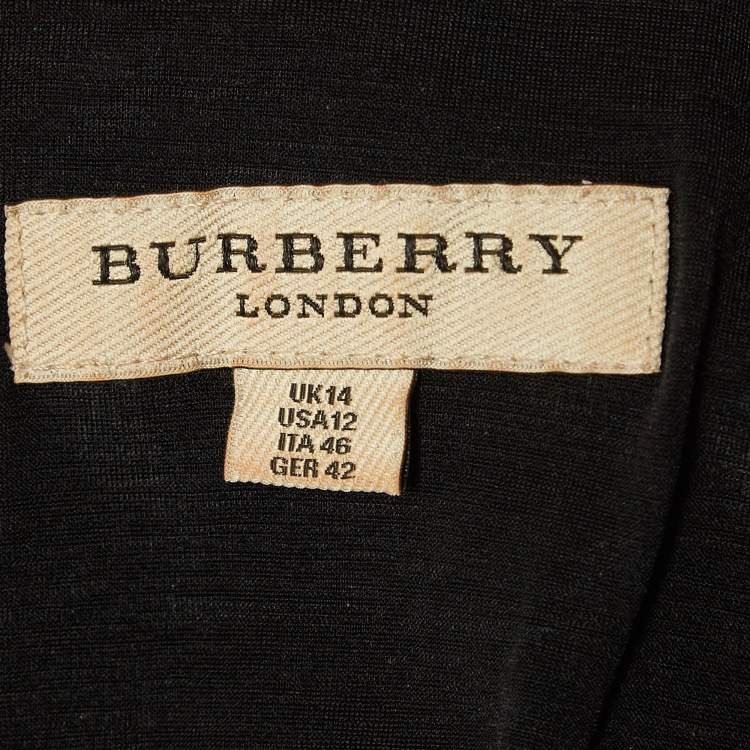 BURBERRY
LONDON
UK14
USA12
ITA 46
GER 42